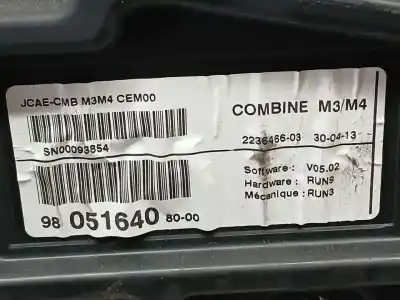 JCAE-CMB M3M4 CEM00
COMBINE M3/M4
SN00093854
2236466-03 30-04-13
Software : V05.02
Hardware : RUN9
Mécanique : RUN3
98 051640 80-00